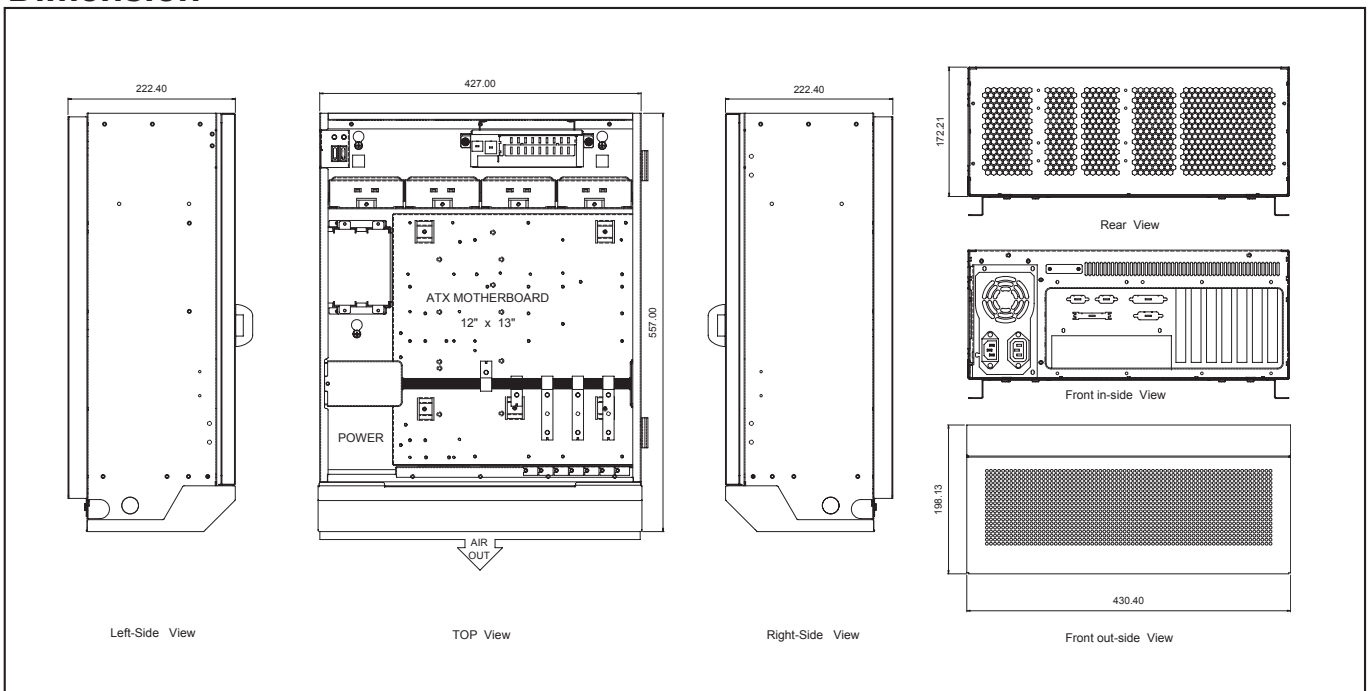 Dimension
222.40
427.00
222.40
172.21
Rear View
ATX MOTHERBOARD
12" x 13"
557.00
Front in-side View
POWER
198.13
AIR
OUT
430.40
Left-Side View
TOP View
Right-Side View
Front out-side View